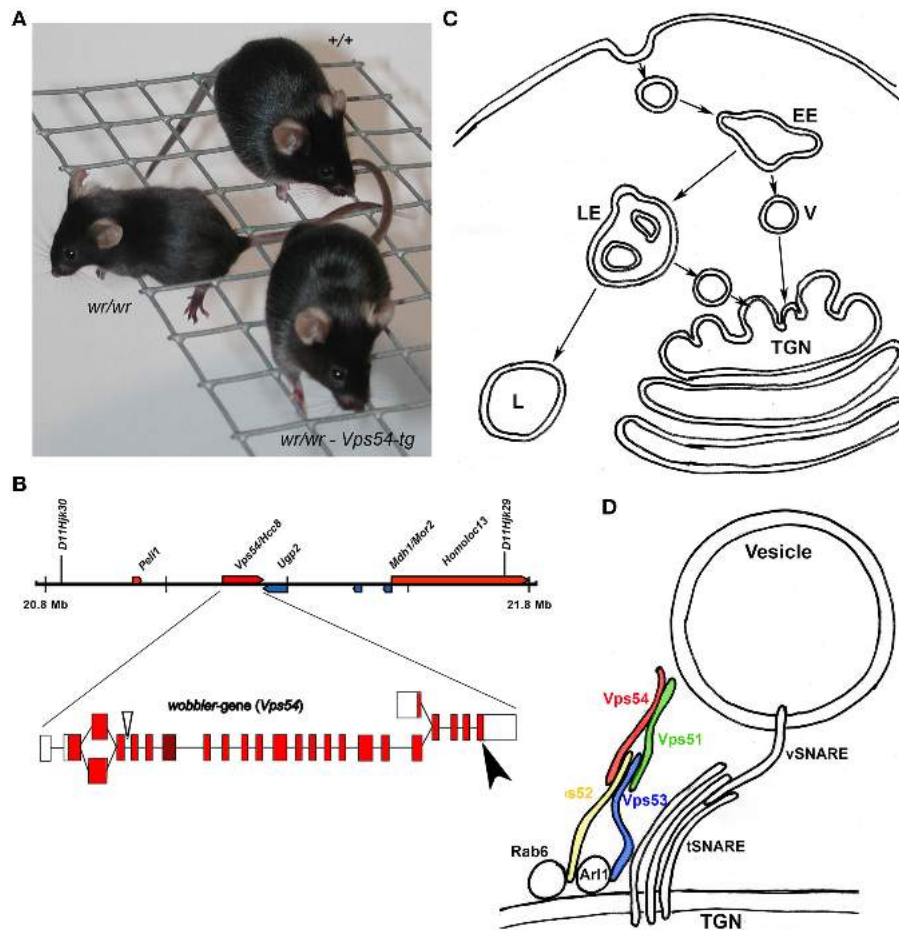 A
+/+
wr/wr
wr/wr - Vps54-tg
B
D11Hjk30
Peli1
Vps54/Hcc8
Ugp2
Mdh1/Mor2
Homoloc13
D11Hjk29
20.8 Mb
21.8 Mb
wobbler-gene (Vps54)
C
EE
LE
V
TGN
L
D
Vesicle
Vps54
Vps51
vSNARE
s52
Vps53
tSNARE
Rab6
Arl1
TGN